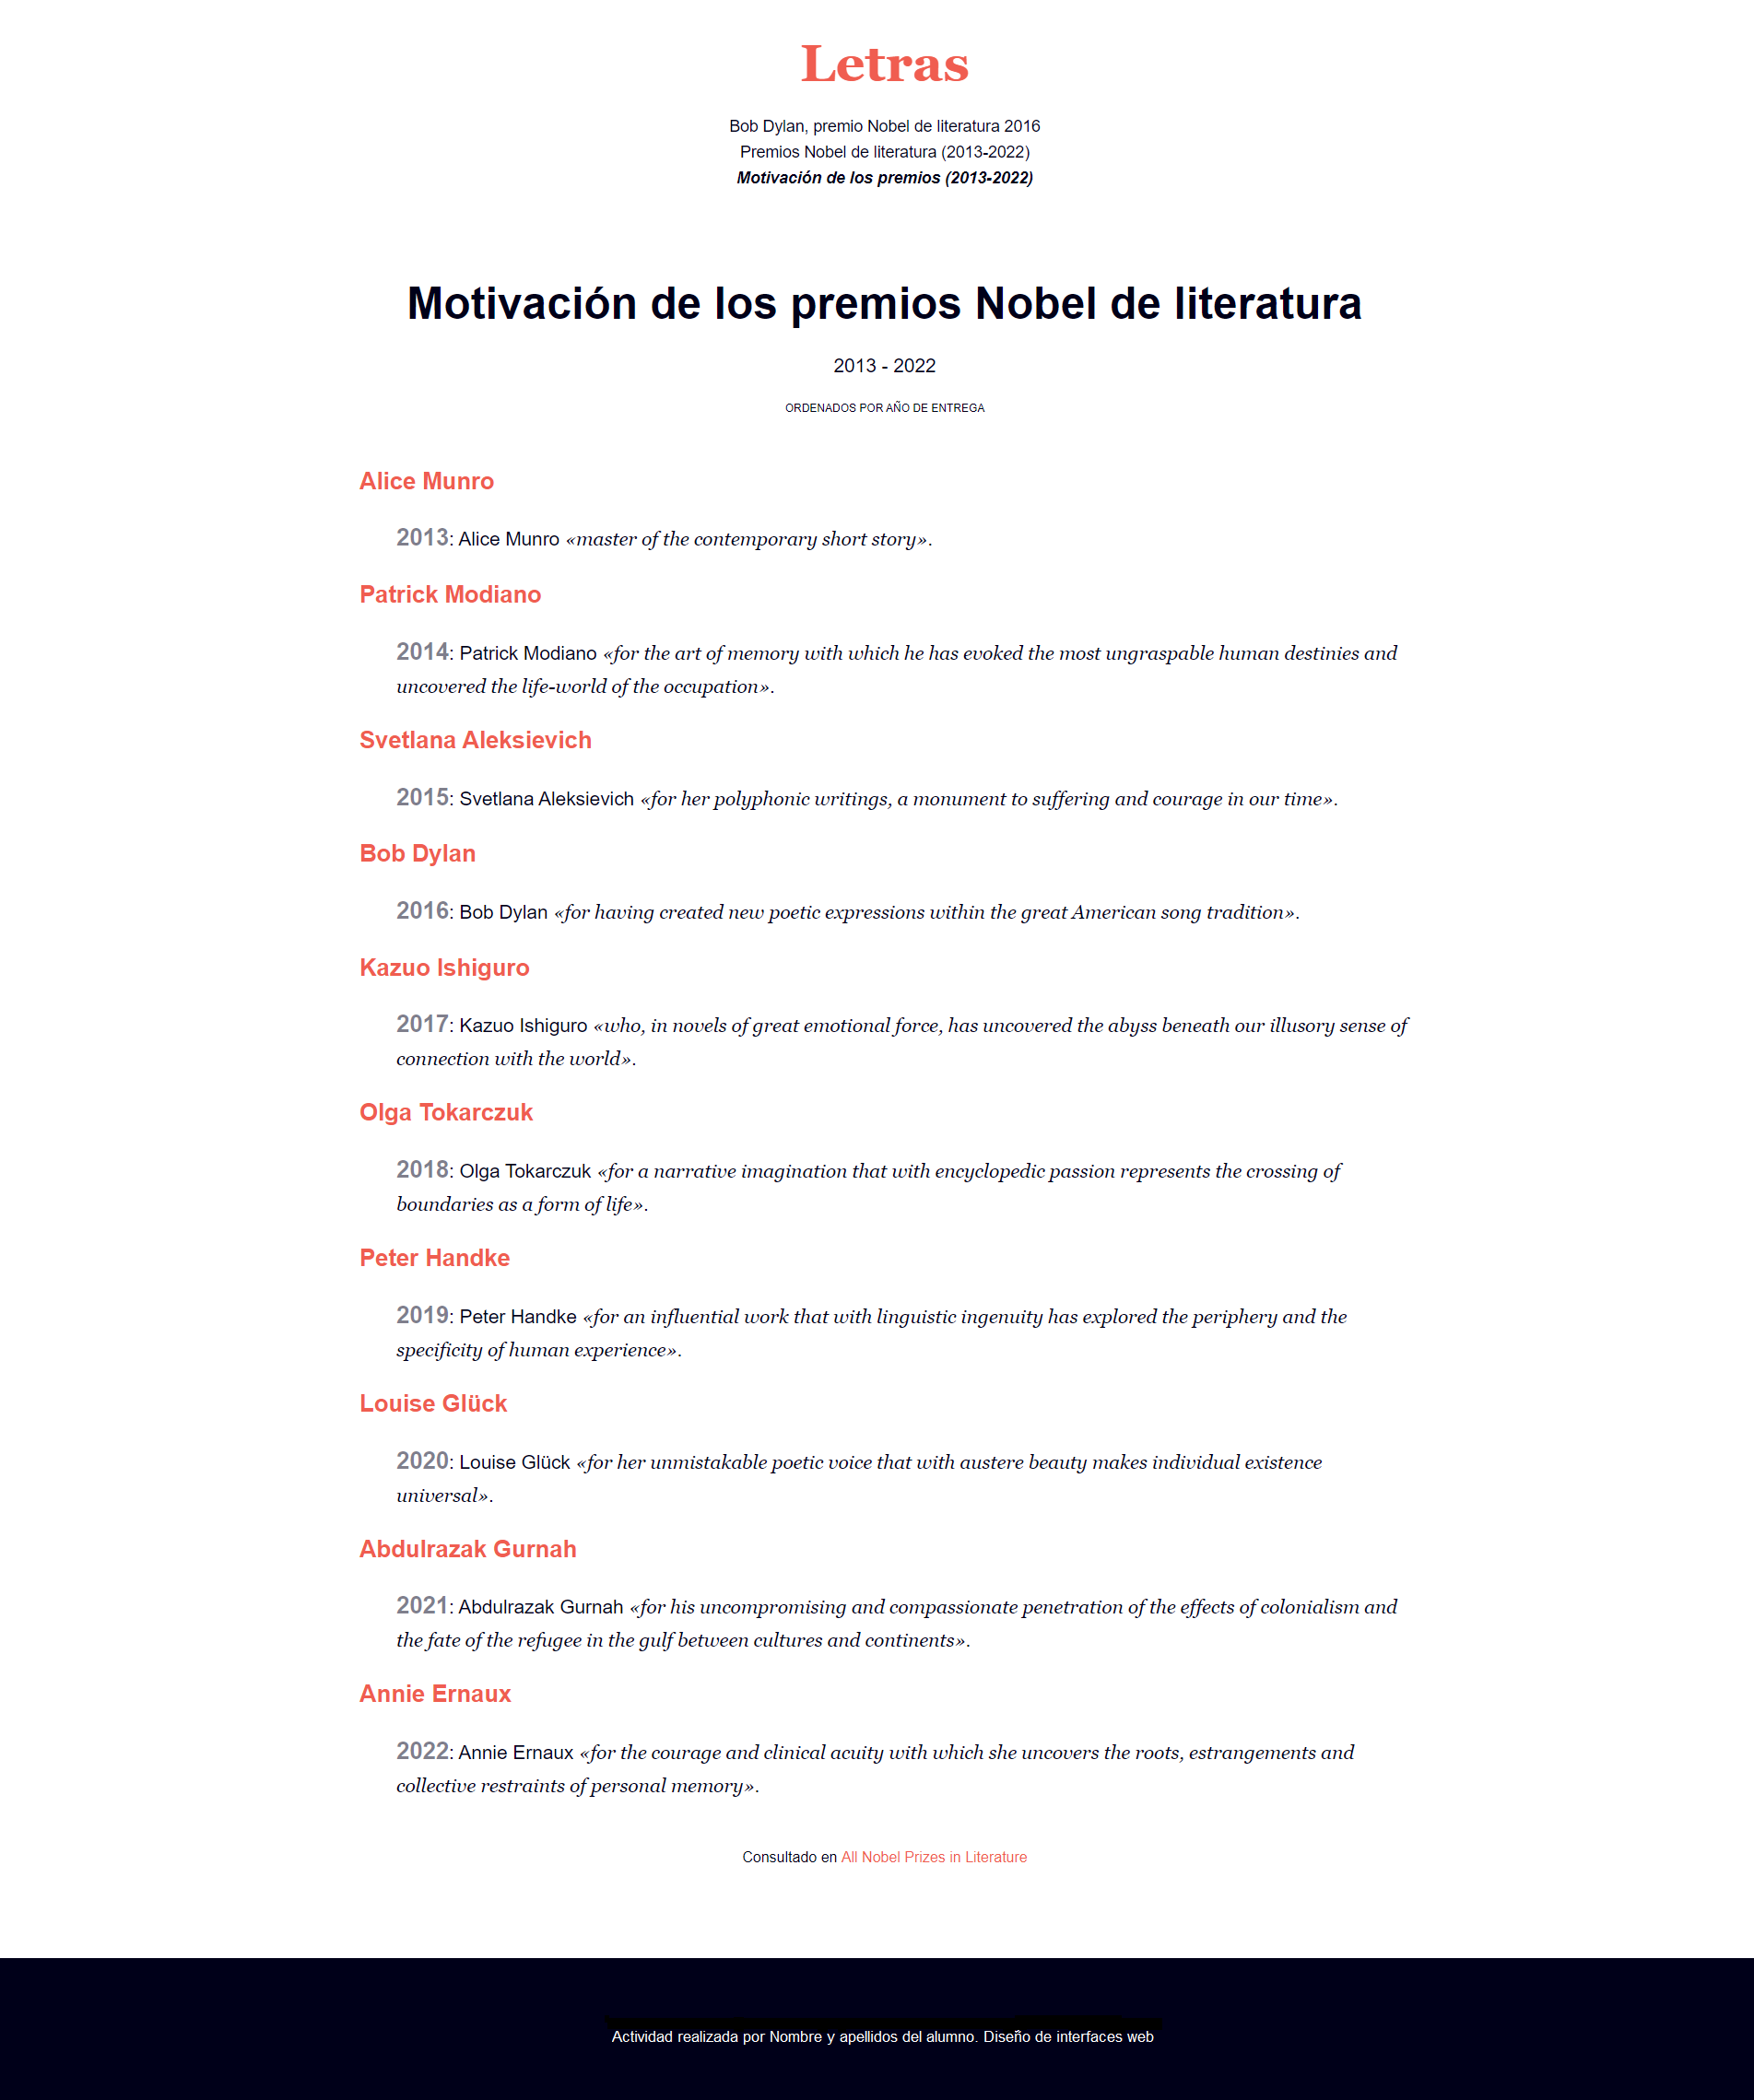 Letras
Bob Dylan, premio Nobel de literatura 2016
Premios Nobel de literatura (2013-2022)
Motivación de los premios (2013-2022)
Motivación de los premios Nobel de literatura
2013 - 2022
ORDENADOS POR AÑO DE ENTREGA
Alice Munro
2013: Alice Munro «master of the contemporary short story».
Patrick Modiano
2014: Patrick Modiano «for the art of memory with which he has evoked the most ungraspable human destinies and
uncovered the life-world of the occupation».
Svetlana Aleksievich
2015: Svetlana Aleksievich «for her polyphonic writings, a monument to suffering and courage in our time».
Bob Dylan
2016: Bob Dylan «for having created new poetic expressions within the great American song tradition».
Kazuo Ishiguro
2017: Kazuo Ishiguro «who, in novels of great emotional force, has uncovered the abyss beneath our illusory sense of
connection with the world».
Olga Tokarczuk
2018: Olga Tokarczuk «for a narrative imagination that with encyclopedic passion represents the crossing of
boundaries as a form of life».
Peter Handke
2019: Peter Handke «for an influential work that with linguistic ingenuity has explored the periphery and the
specificity of human experience».
Louise Glück
2020: Louise Glück «for her unmistakable poetic voice that with austere beauty makes individual existence
universal».
Abdulrazak Gurnah
2021: Abdulrazak Gurnah «for his uncompromising and compassionate penetration of the effects of colonialism and
the fate of the refugee in the gulf between cultures and continents».
Annie Ernaux
2022: Annie Ernaux «for the courage and clinical acuity with which she uncovers the roots, estrangements and
collective restraints of personal memory».
Consultado en All Nobel Prizes in Literature
Actividad realizada por Nombre y apellidos del alumno. Diseño de interfaces web